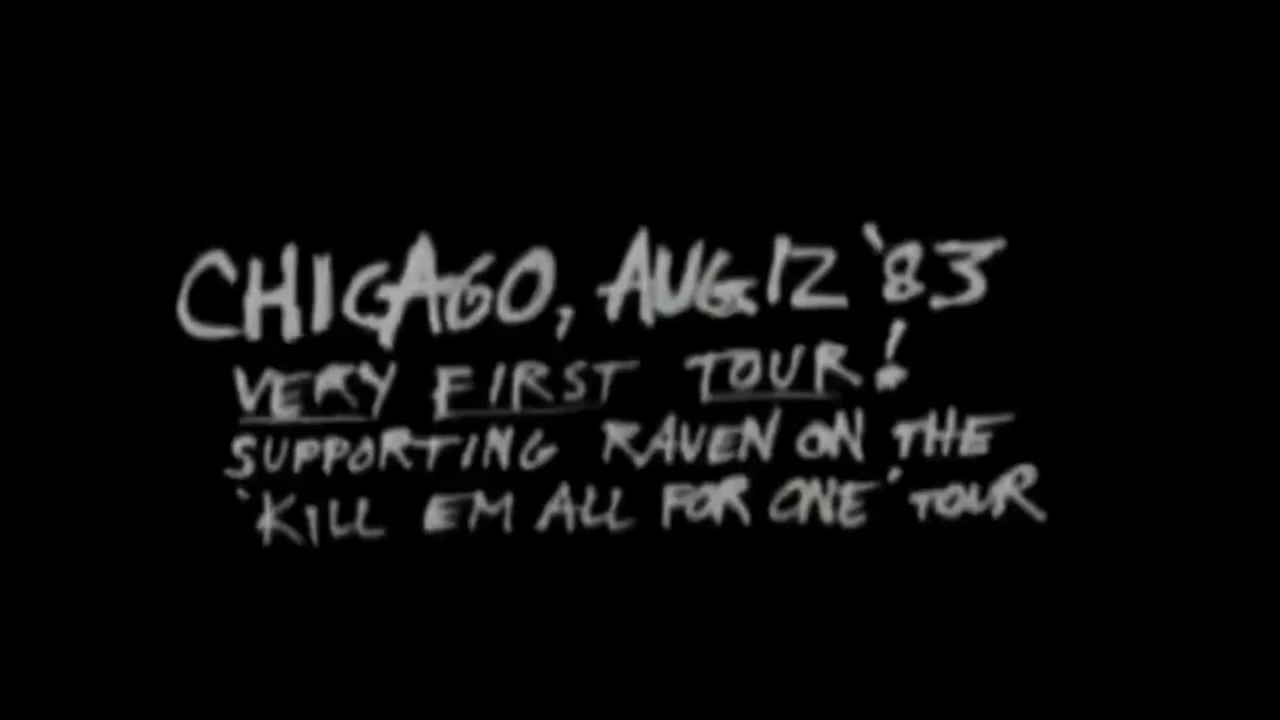 CHICAGO, AUG 12 '83
VERY FIRST TOUR!
SUPPORTING RAVEN ON THE
'KILL EM ALL FOR ONE' TOUR